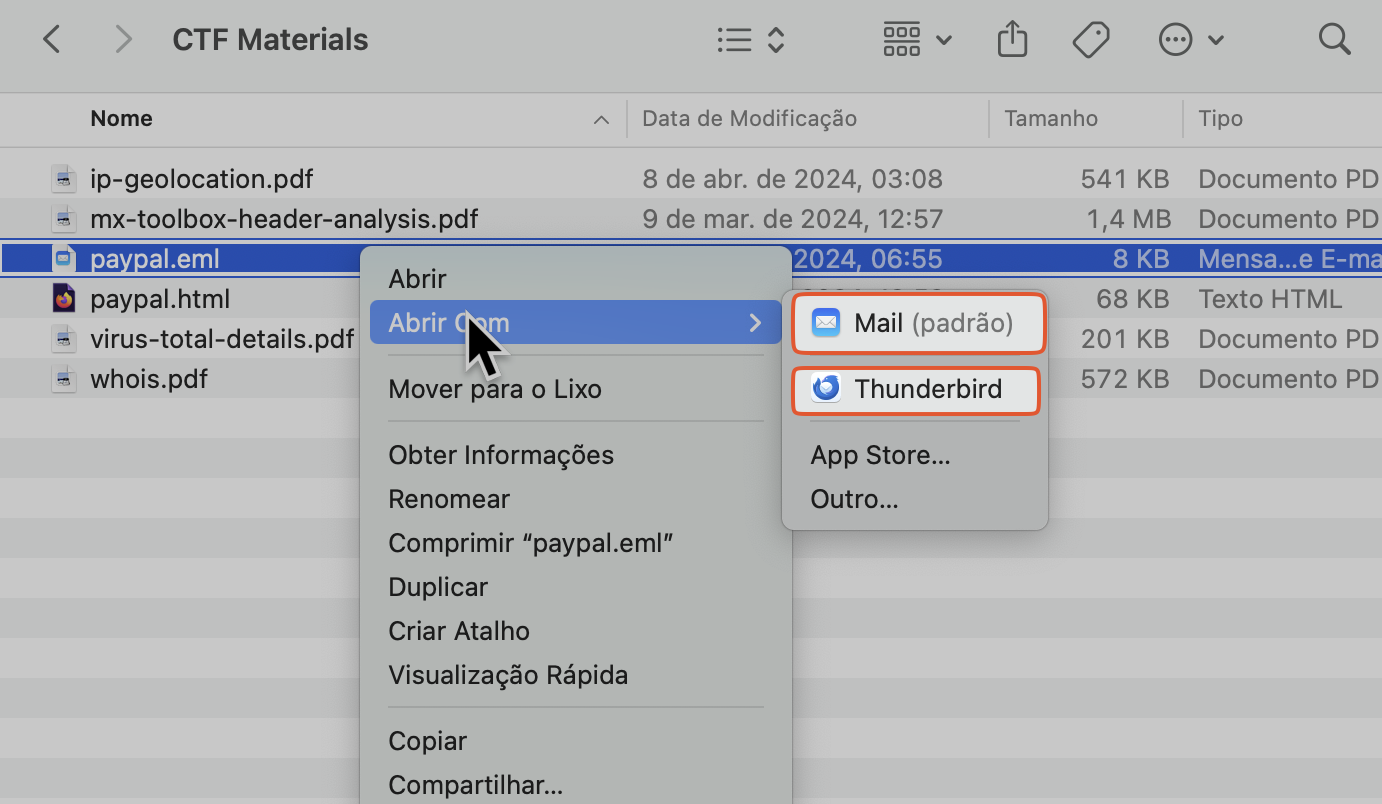 CTF Materials
Nome Data de Modificação Tamanho Tipo
ip-geolocation.pdf 8 de abr. de 2024, 03:08 541 KB Documento PD
mx-toolbox-header-analysis.pdf 9 de mar. de 2024, 12:57 1,4 MB Documento PD
paypal.eml 2024, 06:55 8 KB Mensa...e E-ma
paypal.html 68 KB Texto HTML
virus-total-details.pdf 201 KB Documento PD
whois.pdf 572 KB Documento PD
Abrir
Abrir Com
Mover para o Lixo
Obter Informações
Renomear
Comprimir “paypal.eml”
Duplicar
Criar Atalho
Visualização Rápida
Copiar
Compartilhar...
Mail (padrão)
Thunderbird
App Store...
Outro...